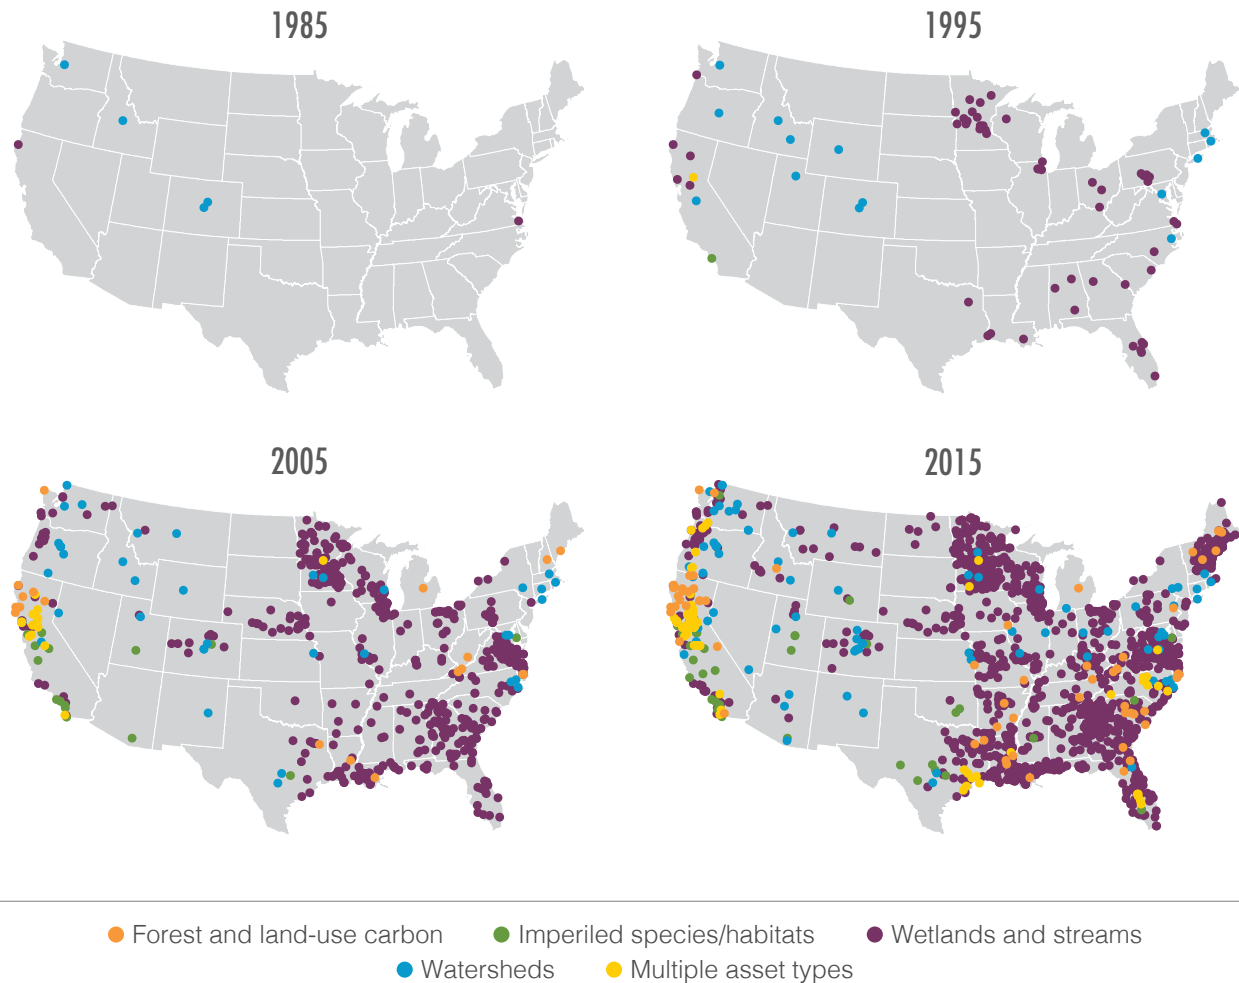 1985
1995
2005
2015
Forest and land-use carbon
Imperiled species/habitats
Wetlands and streams
Watersheds
Multiple asset types